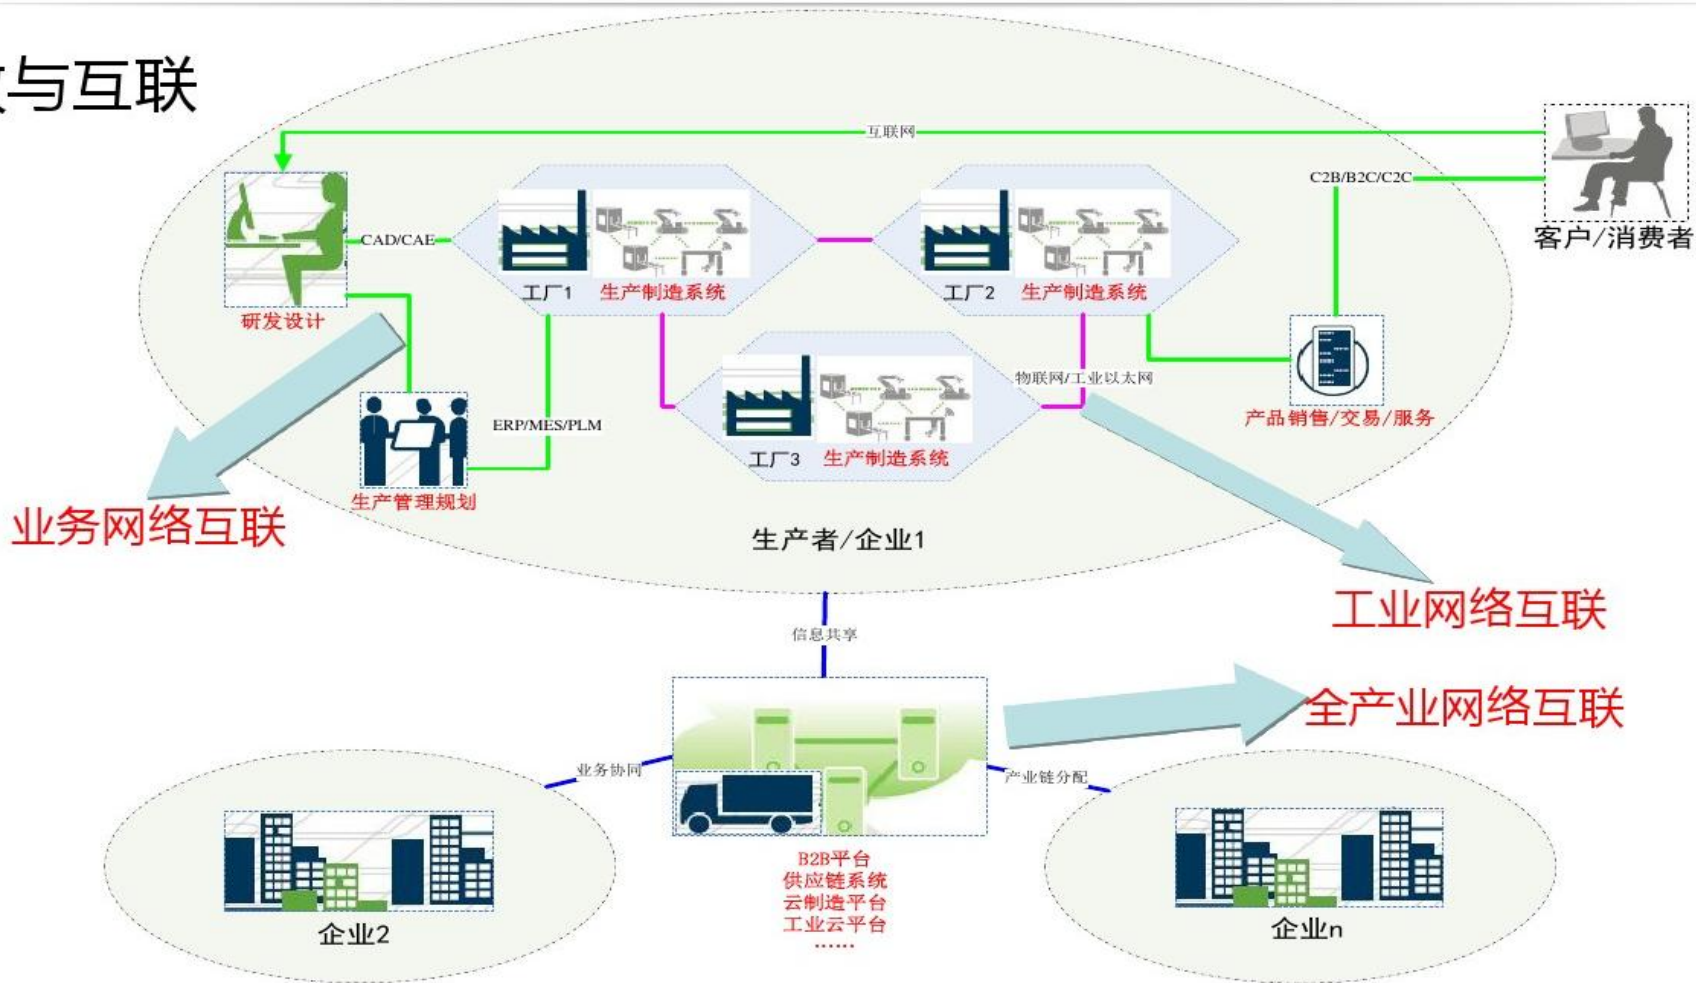 与互联
互联网
C2B/B2C/C2C
客户/消费者
CAD/CAE
工厂1
生产制造系统
工厂2
生产制造系统
研发设计
物联网/工业以太网
产品销售/交易/服务
ERP/MES/PLM
工厂3
生产制造系统
生产管理规划
业务网络互联
生产者/企业1
工业网络互联
信息共享
全产业网络互联
业务协同
产业链分配
B2B平台
供应链系统
云制造平台
工业云平台
......
企业2
企业n